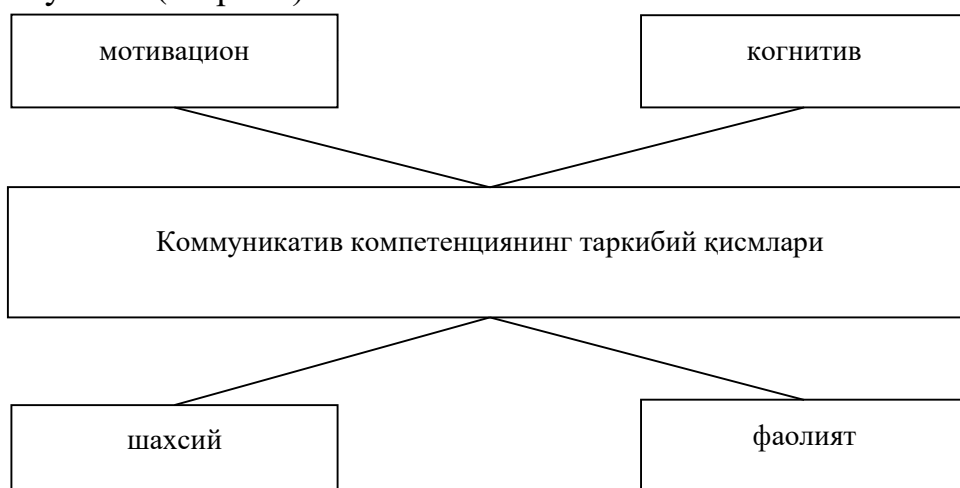 мотивацион
когнитив
Коммуникатив компетенциянинг таркибий қисмлари
шахсий
фаолият